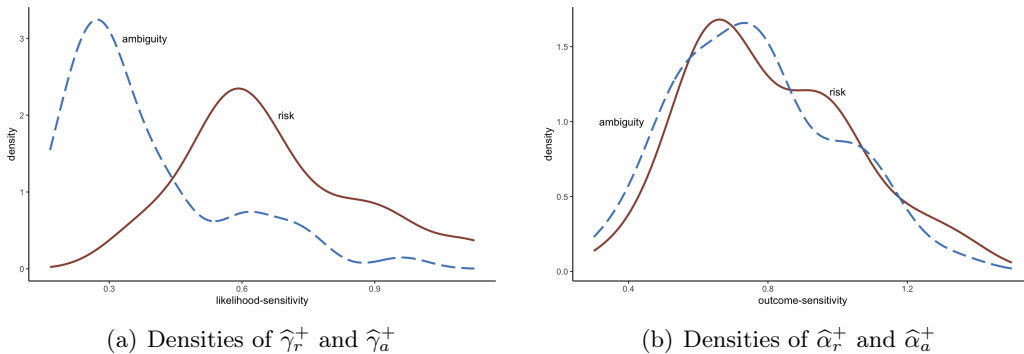 3
2
1
0
density
ambiguity
risk
0.3
0.6
0.9
likelihood-sensitivity
1.5
1.0
0.5
0.0
density
ambiguity
risk
0.4
0.8
1.2
outcome-sensitivity
(a) Densities of γ̂ᵣ⁺ and γ̂ₐ⁺
(b) Densities of α̂ᵣ⁺ and α̂ₐ⁺